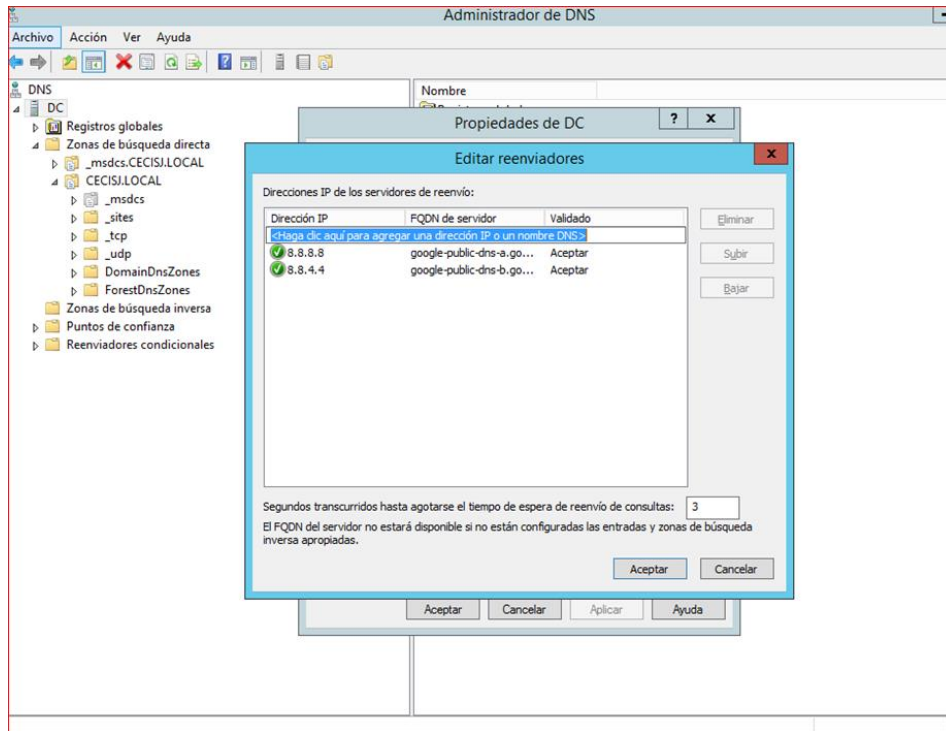 Administrador de DNS
Archivo Acción Ver Ayuda
DNS
DC
Registros globales
Zonas de búsqueda directa
_msdcs.CECISJ.LOCAL
CECISJ.LOCAL
_msdcs
_sites
_tcp
_udp
DomainDnsZones
ForestDnsZones
Zonas de búsqueda inversa
Puntos de confianza
Reenviadores condicionales
Nombre
Propiedades de DC
? x
Editar reenviadores
x
Direcciones IP de los servidores de reenvío:
Dirección IP FQDN de servidor Validado
<Haga clic aquí para agregar una dirección IP o un nombre DNS>
8.8.8.8 google-public-dns-a.go... Aceptar
8.8.4.4 google-public-dns-b.go... Aceptar
Eliminar
Subir
Bajar
Segundos transcurridos hasta agotarse el tiempo de espera de reenvío de consultas: 3
El FQDN del servidor no estará disponible si no están configuradas las entradas y zonas de búsqueda
inversa apropiadas.
Aceptar Cancelar
Aceptar Cancelar Aplicar Ayuda